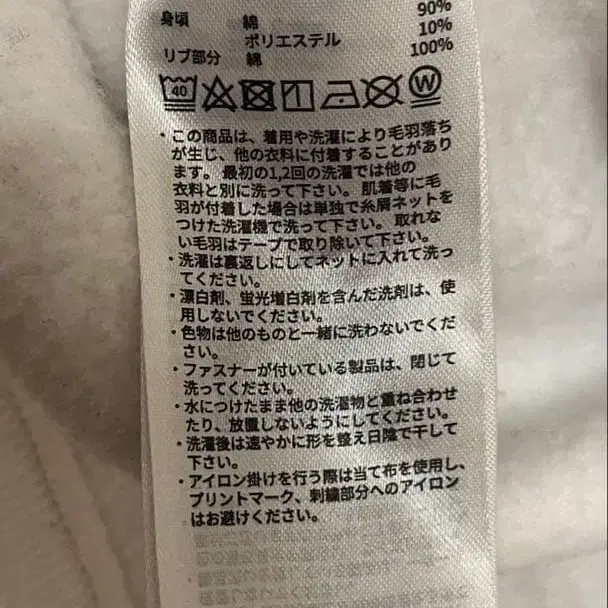 身頃 綿 90%
ポリエステル 10%
リブ部分 綿 100%
40 W
・この商品は、着用や洗濯により毛羽落ち
が生じ、他の衣料に付着することがあり
ます。最初の1,2回の洗濯では他の
衣料と別に洗って下さい。肌着等に毛
羽が付着した場合は単独で糸屑ネットを
つけた洗濯機で洗って下さい。取れな
い毛羽はテープで取り除いて下さい。
・洗濯は裏返しにしてネットに入れて洗っ
てください。
・漂白剤、蛍光増白剤を含んだ洗剤は、使
用しないでください。
・色物は他のものと一緒に洗わないでくだ
さい。
・ファスナーが付いている製品は、閉じて
洗ってください。
・水につけたまま他の洗濯物と重ね合わせ
たり、放置しないようにしてください。
・洗濯後は速やかに形を整え日陰で干して
下さい。
・アイロン掛けを行う際は当て布を使用し、
プリントマーク、刺繍部分へのアイロン
はお避けください。